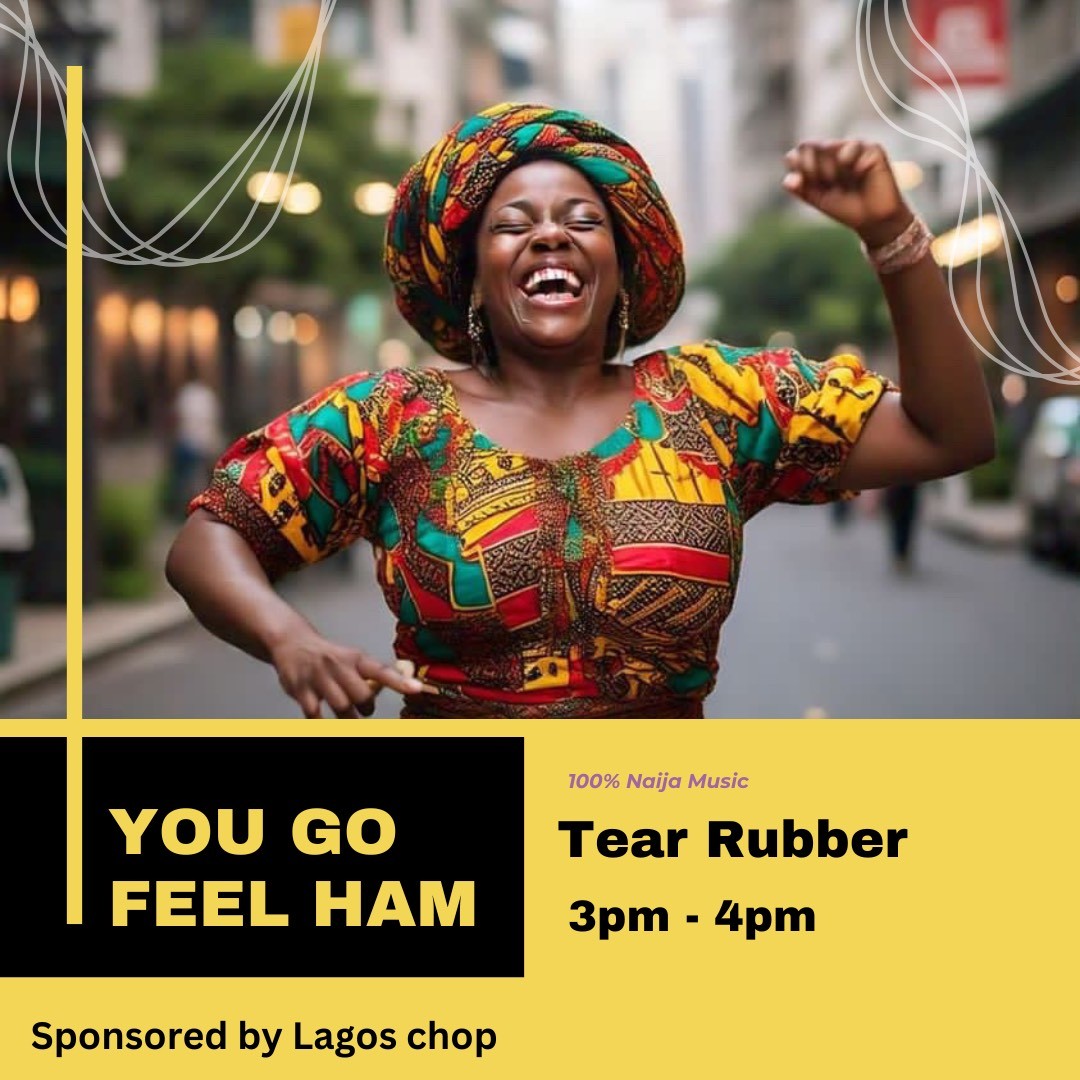 YOU GO
FEEL HAM
100% Naija Music
Tear Rubber
3pm - 4pm
Sponsored by Lagos chop